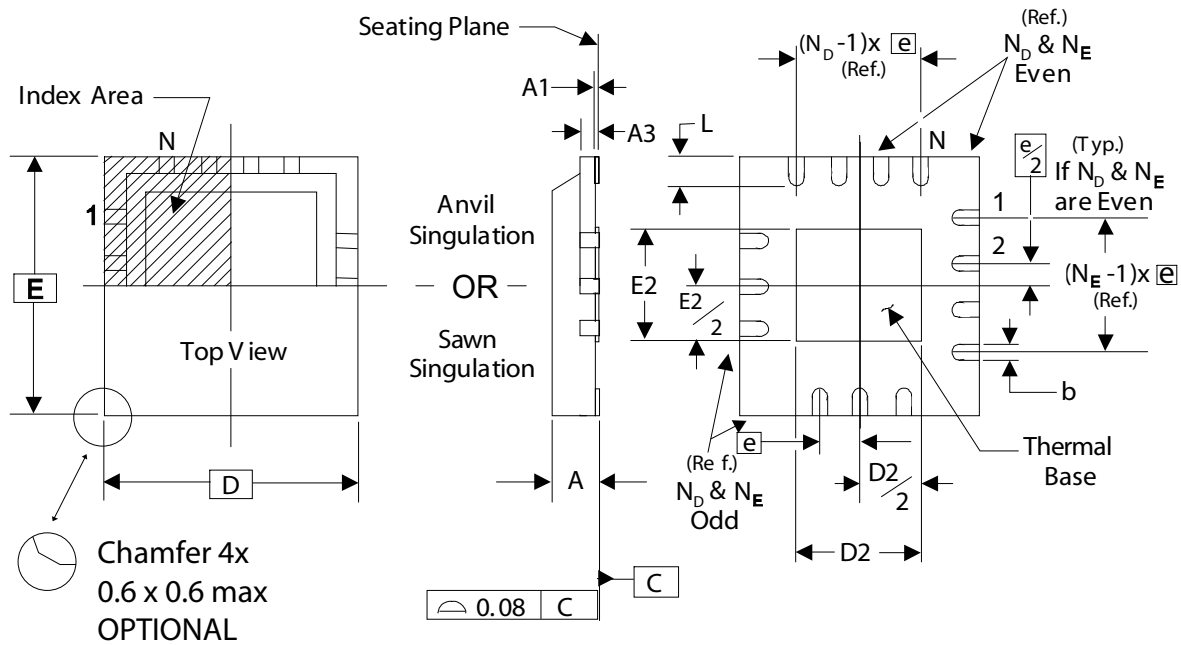 Seating Plane
Index Area
N
1
E
Top View
D
Chamfer 4x
0.6 x 0.6 max
OPTIONAL
A1
A3
Anvil
Singulation
OR
Sawn
Singulation
A
C
0.08 C
L
(N_D -1)x e
(Ref.)
(Ref.)
N_D & N_E
Even
N
e/2
(Typ.)
If N_D & N_E
are Even
1
2
(N_E -1)x e
(Ref.)
E2
E2/2
b
Thermal
Base
e
(Ref.)
N_D & N_E
Odd
D2/2
D2